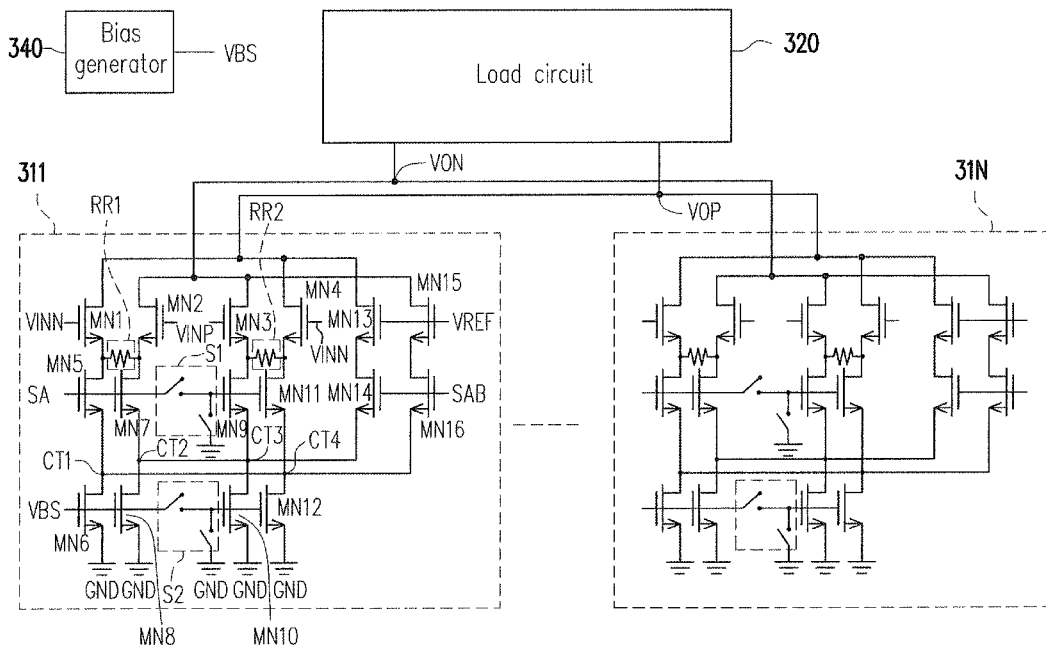 340
Bias
generator
VBS
Load circuit
320
VON
VOP
311
RR1
RR2
31N
MN15
MN4
MN2
VINN
MN1
VINP
MN3
MN13
VREF
VINN
S1
MN5
SA
MN11
MN14
SAB
MN7
MN9
MN16
CT2
CT3
CT4
CT1
VBS
MN12
MN6
GND
GND
S2
GND
GND
GND
MN8
MN10